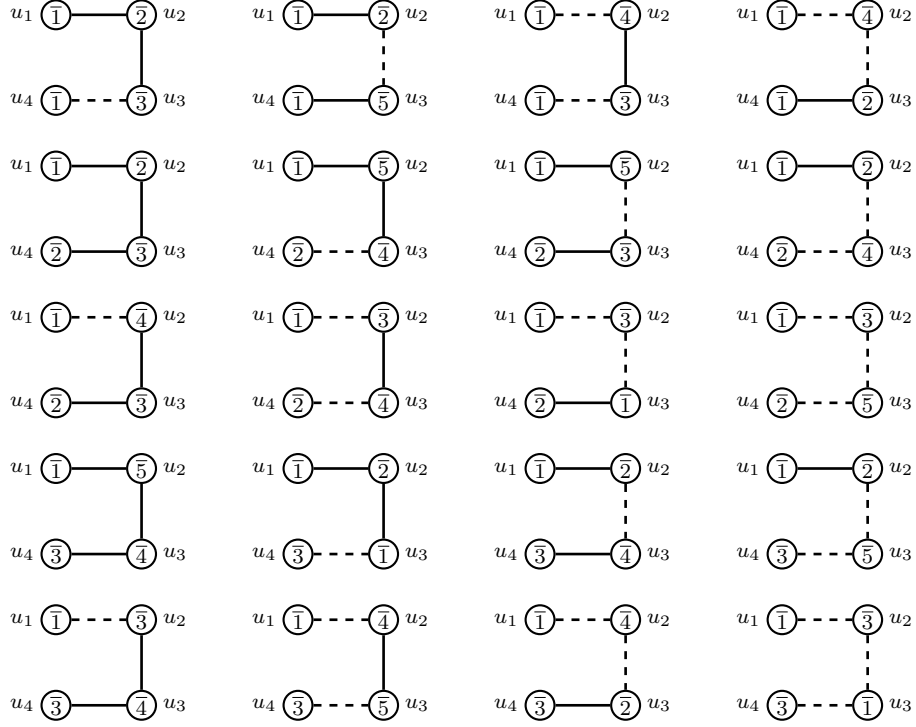 u₁ 1̅ 2̅ u₂ u₁ 1̅ 2̅ u₂ u₁ 1̅ 4̅ u₂ u₁ 1̅ 4̅ u₂
u₄ 1̅ 3̅ u₃ u₄ 1̅ 5̅ u₃ u₄ 1̅ 3̅ u₃ u₄ 1̅ 2̅ u₃
u₁ 1̅ 2̅ u₂ u₁ 1̅ 5̅ u₂ u₁ 1̅ 5̅ u₂ u₁ 1̅ 2̅ u₂
u₄ 2̅ 3̅ u₃ u₄ 2̅ 4̅ u₃ u₄ 2̅ 3̅ u₃ u₄ 2̅ 4̅ u₃
u₁ 1̅ 4̅ u₂ u₁ 1̅ 3̅ u₂ u₁ 1̅ 3̅ u₂ u₁ 1̅ 3̅ u₂
u₄ 2̅ 3̅ u₃ u₄ 2̅ 4̅ u₃ u₄ 2̅ 1̅ u₃ u₄ 2̅ 5̅ u₃
u₁ 1̅ 5̅ u₂ u₁ 1̅ 2̅ u₂ u₁ 1̅ 2̅ u₂ u₁ 1̅ 2̅ u₂
u₄ 3̅ 4̅ u₃ u₄ 3̅ 1̅ u₃ u₄ 3̅ 4̅ u₃ u₄ 3̅ 5̅ u₃
u₁ 1̅ 3̅ u₂ u₁ 1̅ 4̅ u₂ u₁ 1̅ 4̅ u₂ u₁ 1̅ 3̅ u₂
u₄ 3̅ 4̅ u₃ u₄ 3̅ 5̅ u₃ u₄ 3̅ 2̅ u₃ u₄ 3̅ 1̅ u₃